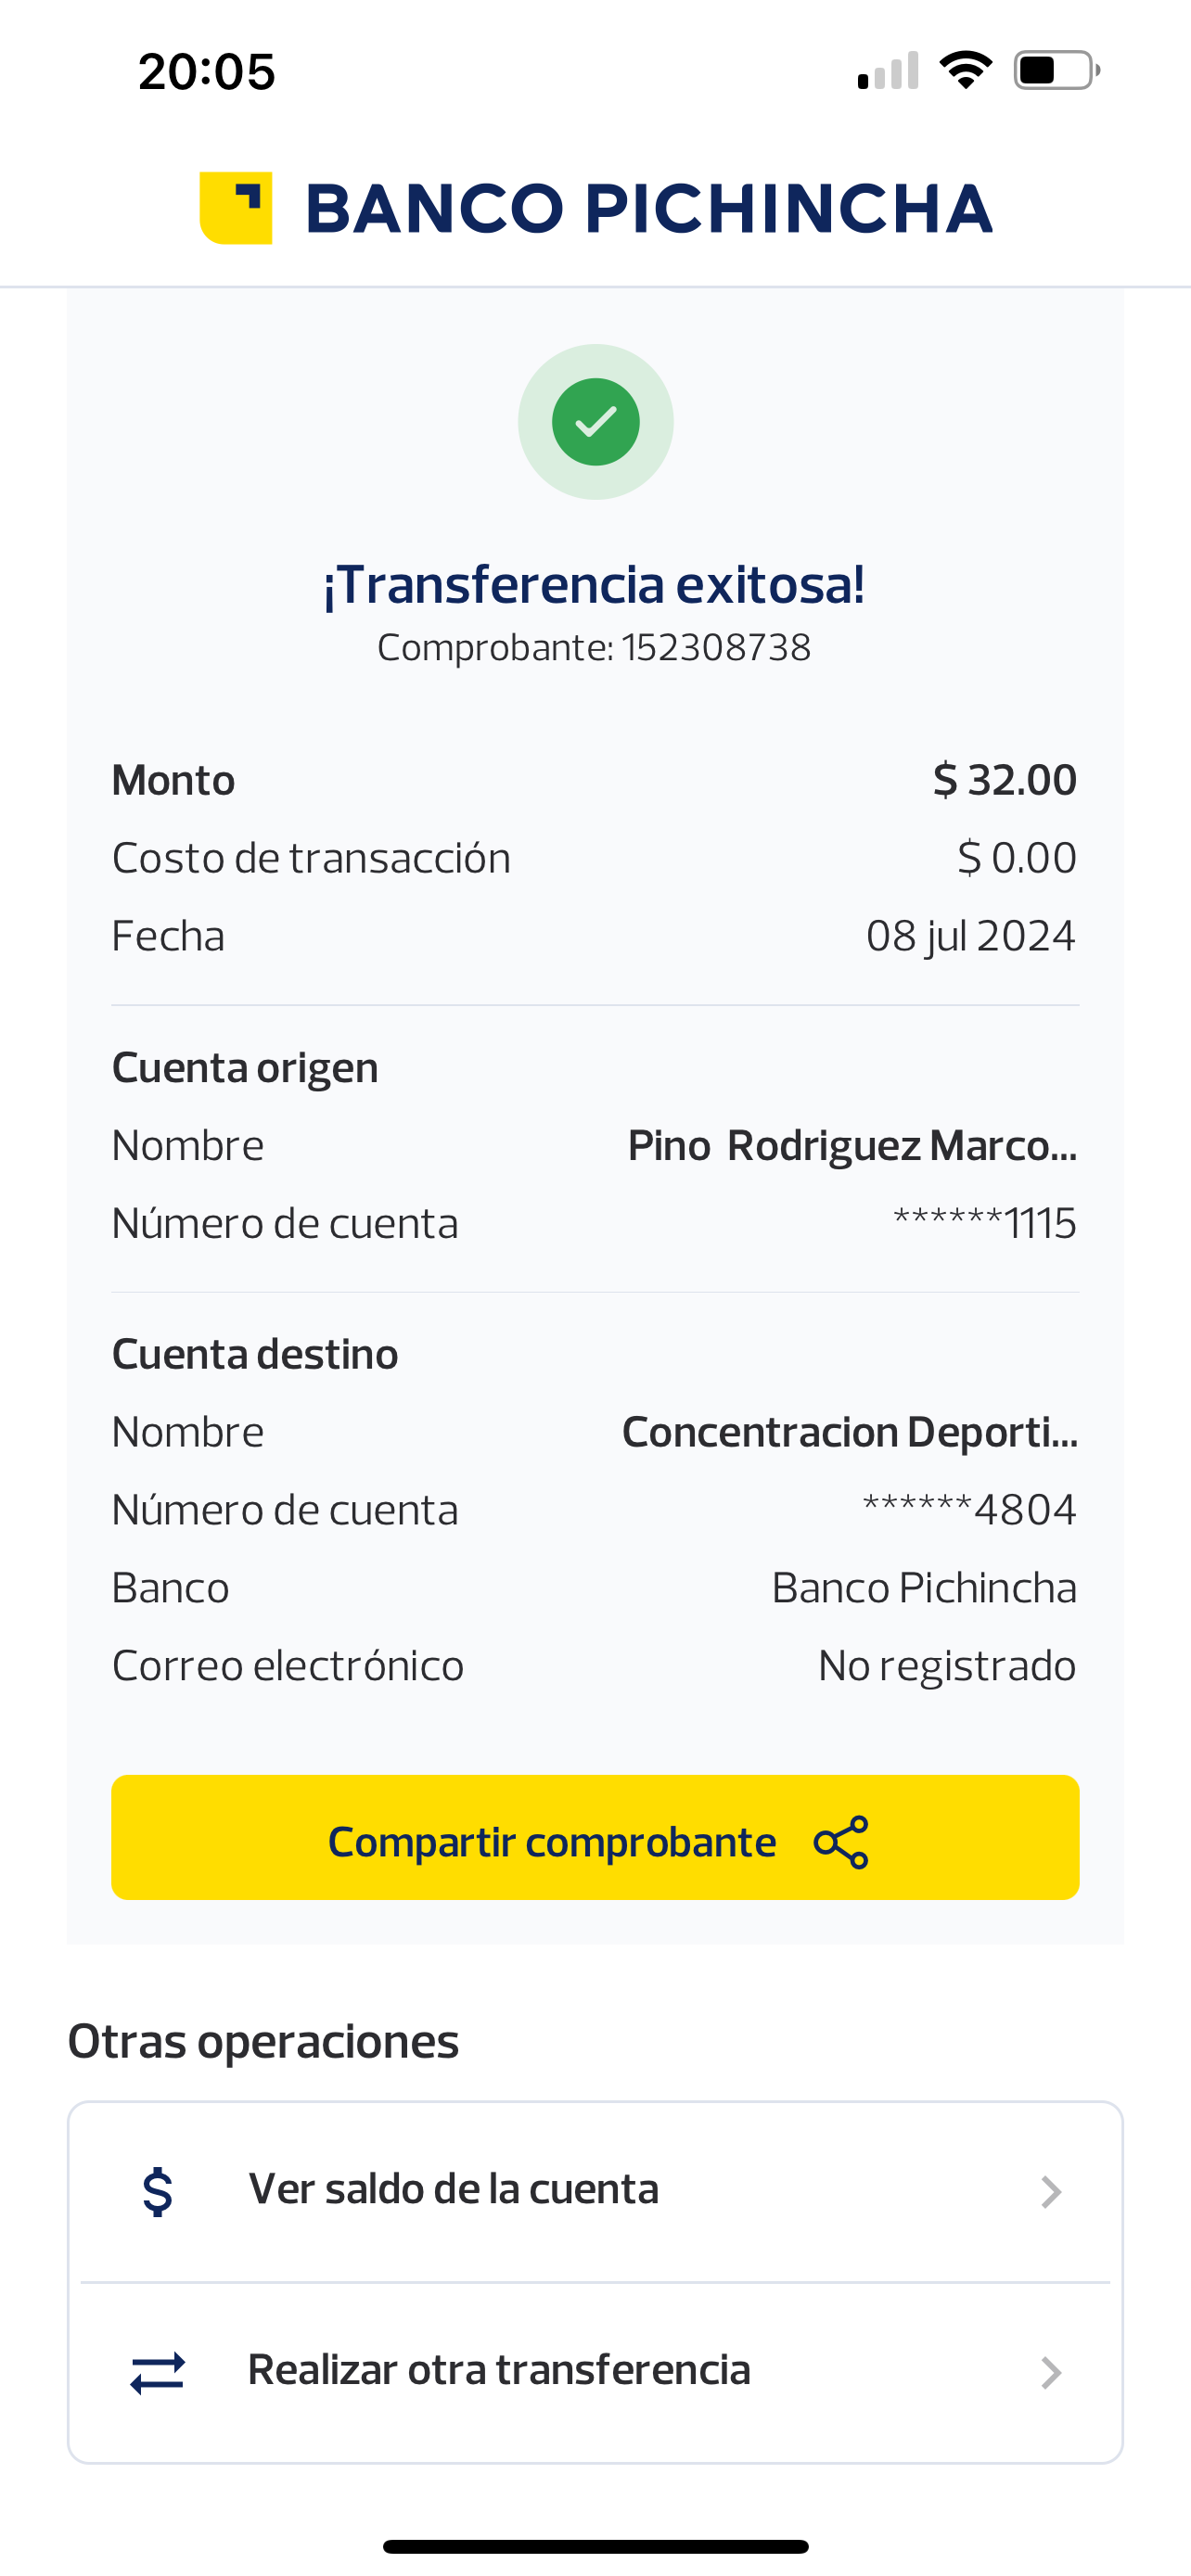 20:05
BANCO PICHINCHA
¡Transferencia exitosa!
Comprobante: 152308738
Monto $ 32.00
Costo de transacción $ 0.00
Fecha 08 jul 2024
Cuenta origen
Nombre Pino  Rodriguez Marco...
Número de cuenta ******1115
Cuenta destino
Nombre Concentracion Deporti...
Número de cuenta ******4804
Banco Banco Pichincha
Correo electrónico No registrado
Compartir comprobante
Otras operaciones
$ Ver saldo de la cuenta
Realizar otra transferencia